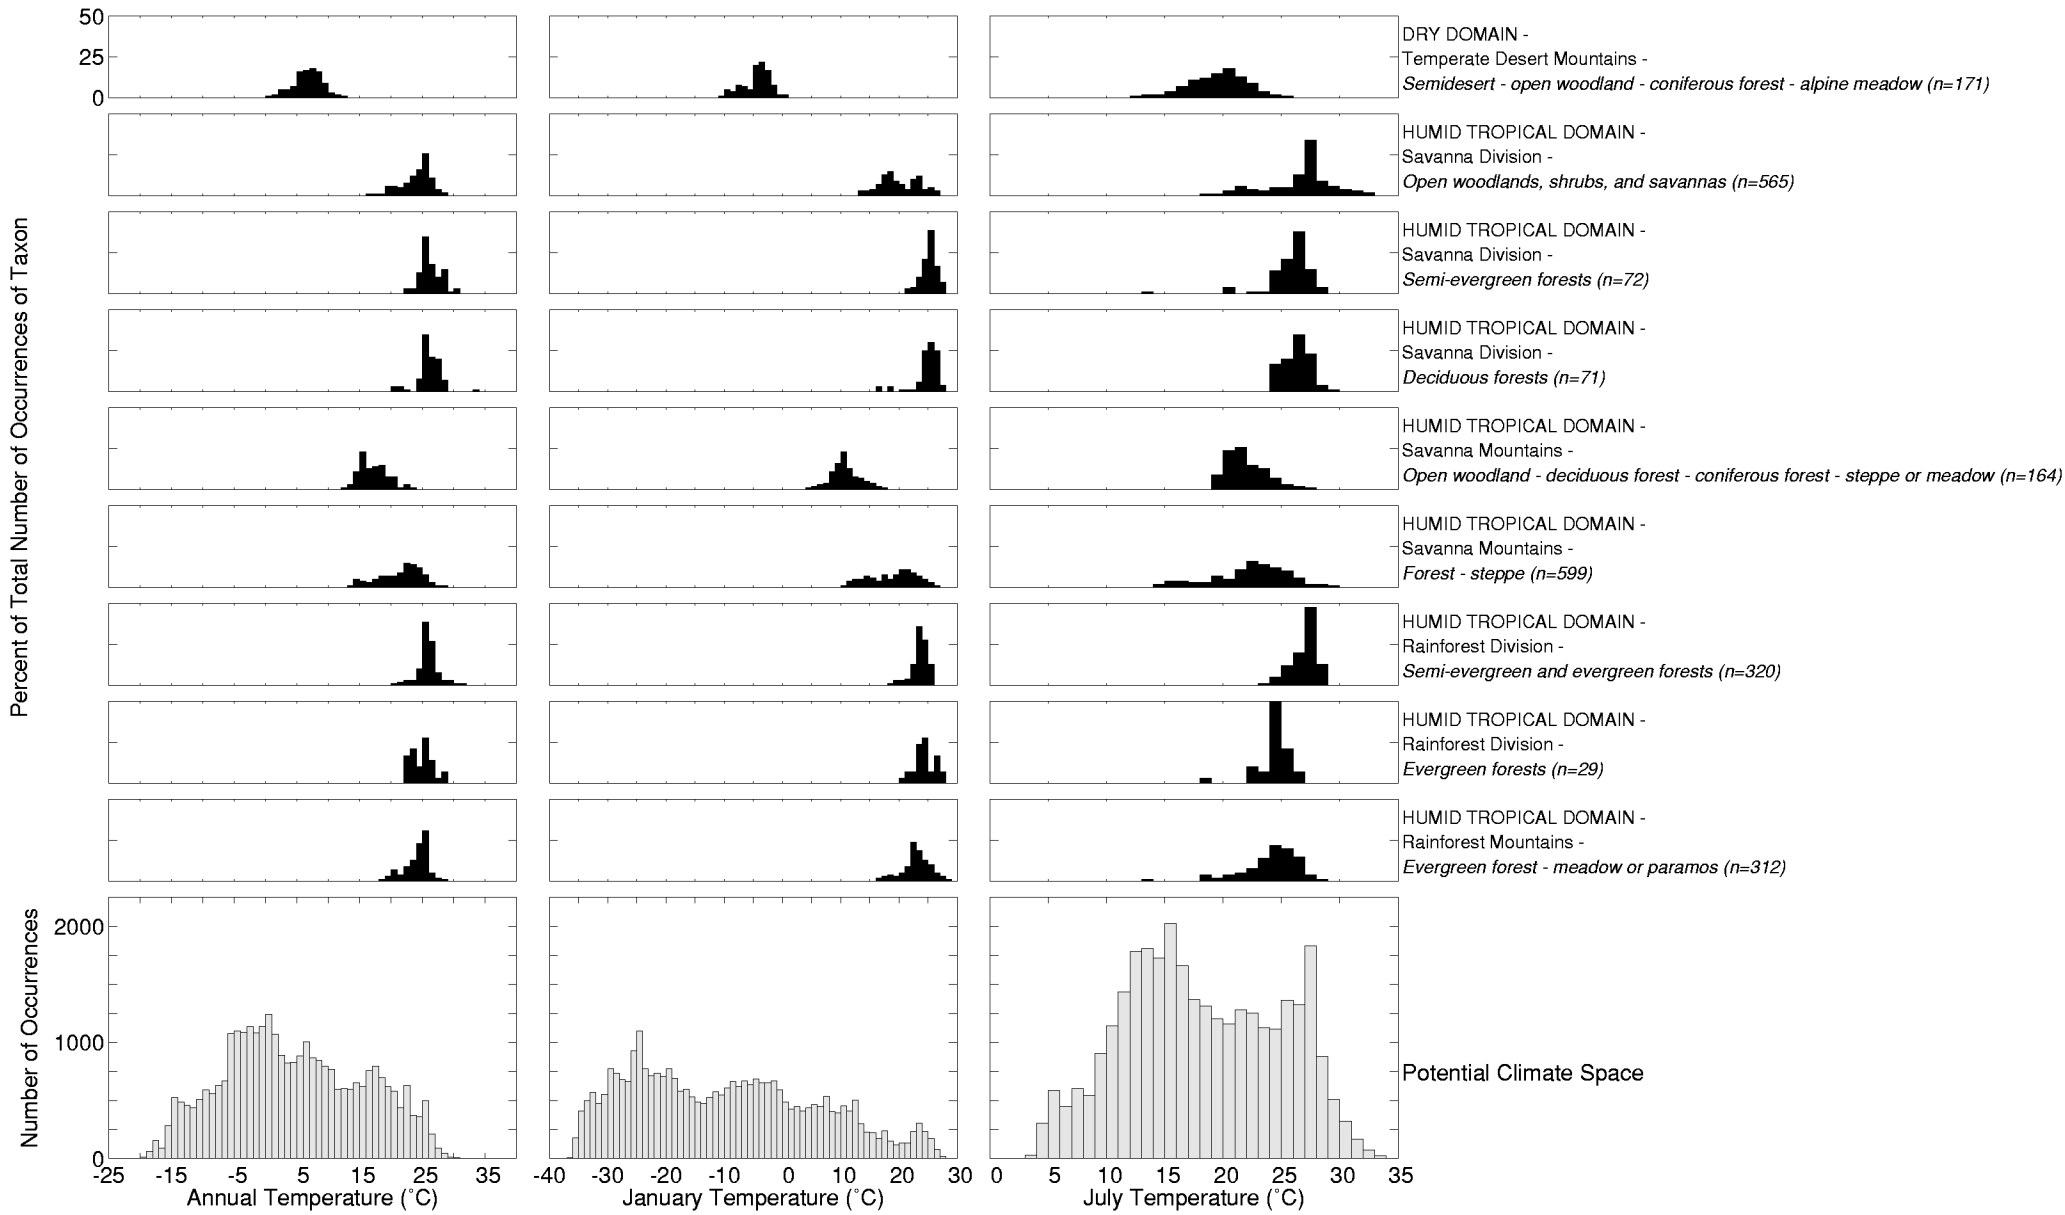 50
25
0
DRY DOMAIN -
Temperate Desert Mountains -
Semidesert - open woodland - coniferous forest - alpine meadow (n=171)
HUMID TROPICAL DOMAIN -
Savanna Division -
Open woodlands, shrubs, and savannas (n=565)
HUMID TROPICAL DOMAIN -
Savanna Division -
Semi-evergreen forests (n=72)
HUMID TROPICAL DOMAIN -
Savanna Division -
Deciduous forests (n=71)
HUMID TROPICAL DOMAIN -
Savanna Mountains -
Open woodland - deciduous forest - coniferous forest - steppe or meadow (n=164)
HUMID TROPICAL DOMAIN -
Savanna Mountains -
Forest - steppe (n=599)
HUMID TROPICAL DOMAIN -
Rainforest Division -
Semi-evergreen and evergreen forests (n=320)
HUMID TROPICAL DOMAIN -
Rainforest Division -
Evergreen forests (n=29)
HUMID TROPICAL DOMAIN -
Rainforest Mountains -
Evergreen forest - meadow or paramos (n=312)
Percent of Total Number of Occurrences of Taxon
Number of Occurrences
2000
1000
0
Potential Climate Space
-25 -15 -5 5 15 25 35
-40 -30 -20 -10 0 10 20 30
0 5 10 15 20 25 30 35
Annual Temperature (˚C)
January Temperature (˚C)
July Temperature (˚C)